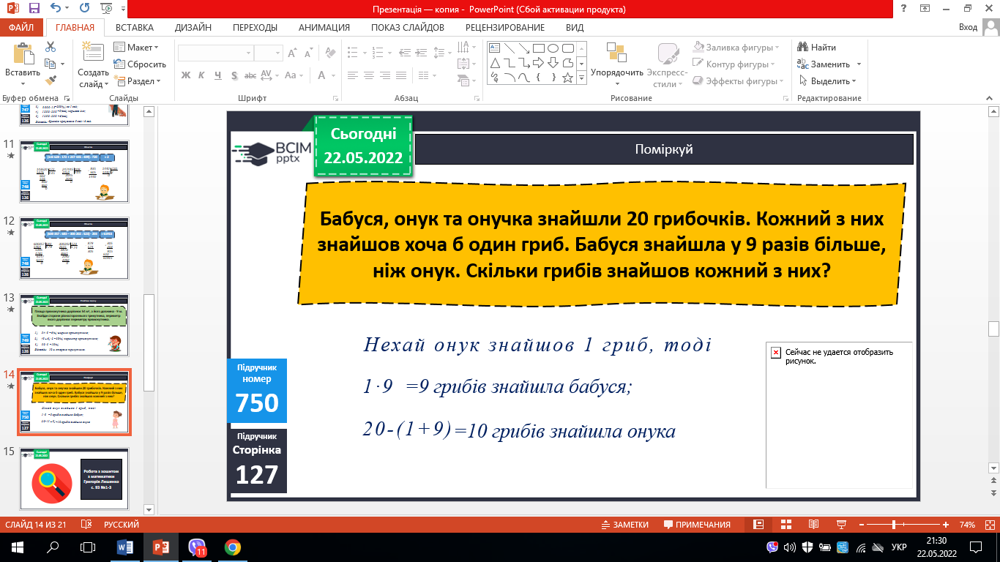 Презентація — копия - PowerPoint (Сбой активации продукта)
ФАЙЛ ГЛАВНАЯ ВСТАВКА ДИЗАЙН ПЕРЕХОДЫ АНИМАЦИЯ ПОКАЗ СЛАЙДОВ РЕЦЕНЗИРОВАНИЕ ВИД Вход
Вставить
Создать слайд
Макет
Сбросить
Раздел
Ж К Ч S abc AV Aa A
Упорядочить
Экспресс-стили
Заливка фигуры
Контур фигуры
Эффекты фигуры
Найти
Заменить
Выделить
Буфер обмена Слайды Шрифт Абзац Рисование Редактирование
11
12
13
14
15
Робота з зошитом
з математики
Григорія Лишенко
с. 93 №1-3
Сьогодні
22.05.2022
BCIM
pptx
Поміркуй
Бабуся, онук та онучка знайшли 20 грибочків. Кожний з них
знайшов хоча б один гриб. Бабуся знайшла у 9 разів більше,
ніж онук. Скільки грибів знайшов кожний з них?
Нехай онук знайшов 1 гриб, тоді
1·9 =9 грибів знайшла бабуся;
20-(1+9)=10 грибів знайшла онука
Підручник
номер
750
Підручник
Сторінка
127
Сейчас не удается отобразить
рисунок.
СЛАЙД 14 ИЗ 21 РУССКИЙ ЗАМЕТКИ ПРИМЕЧАНИЯ 74%
11
УКР
21:30
22.05.2022